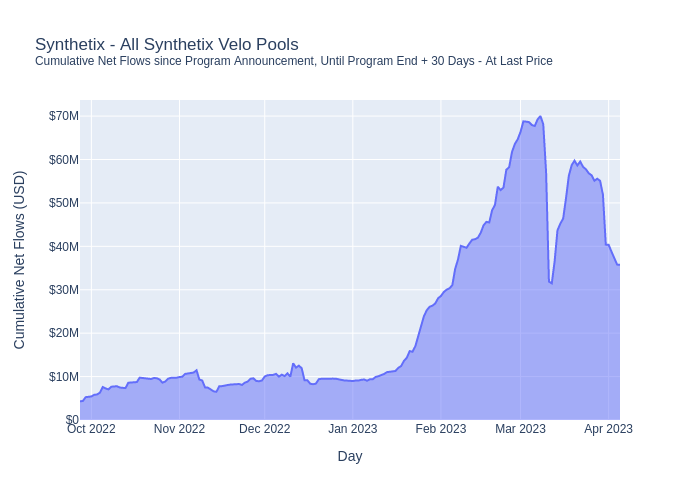 Synthetix - All Synthetix Velo Pools
Cumulative Net Flows since Program Announcement, Until Program End + 30 Days - At Last Price
Cumulative Net Flows (USD)
$70M
$60M
$50M
$40M
$30M
$20M
$10M
$0
Oct 2022
Nov 2022
Dec 2022
Jan 2023
Feb 2023
Mar 2023
Apr 2023
Day